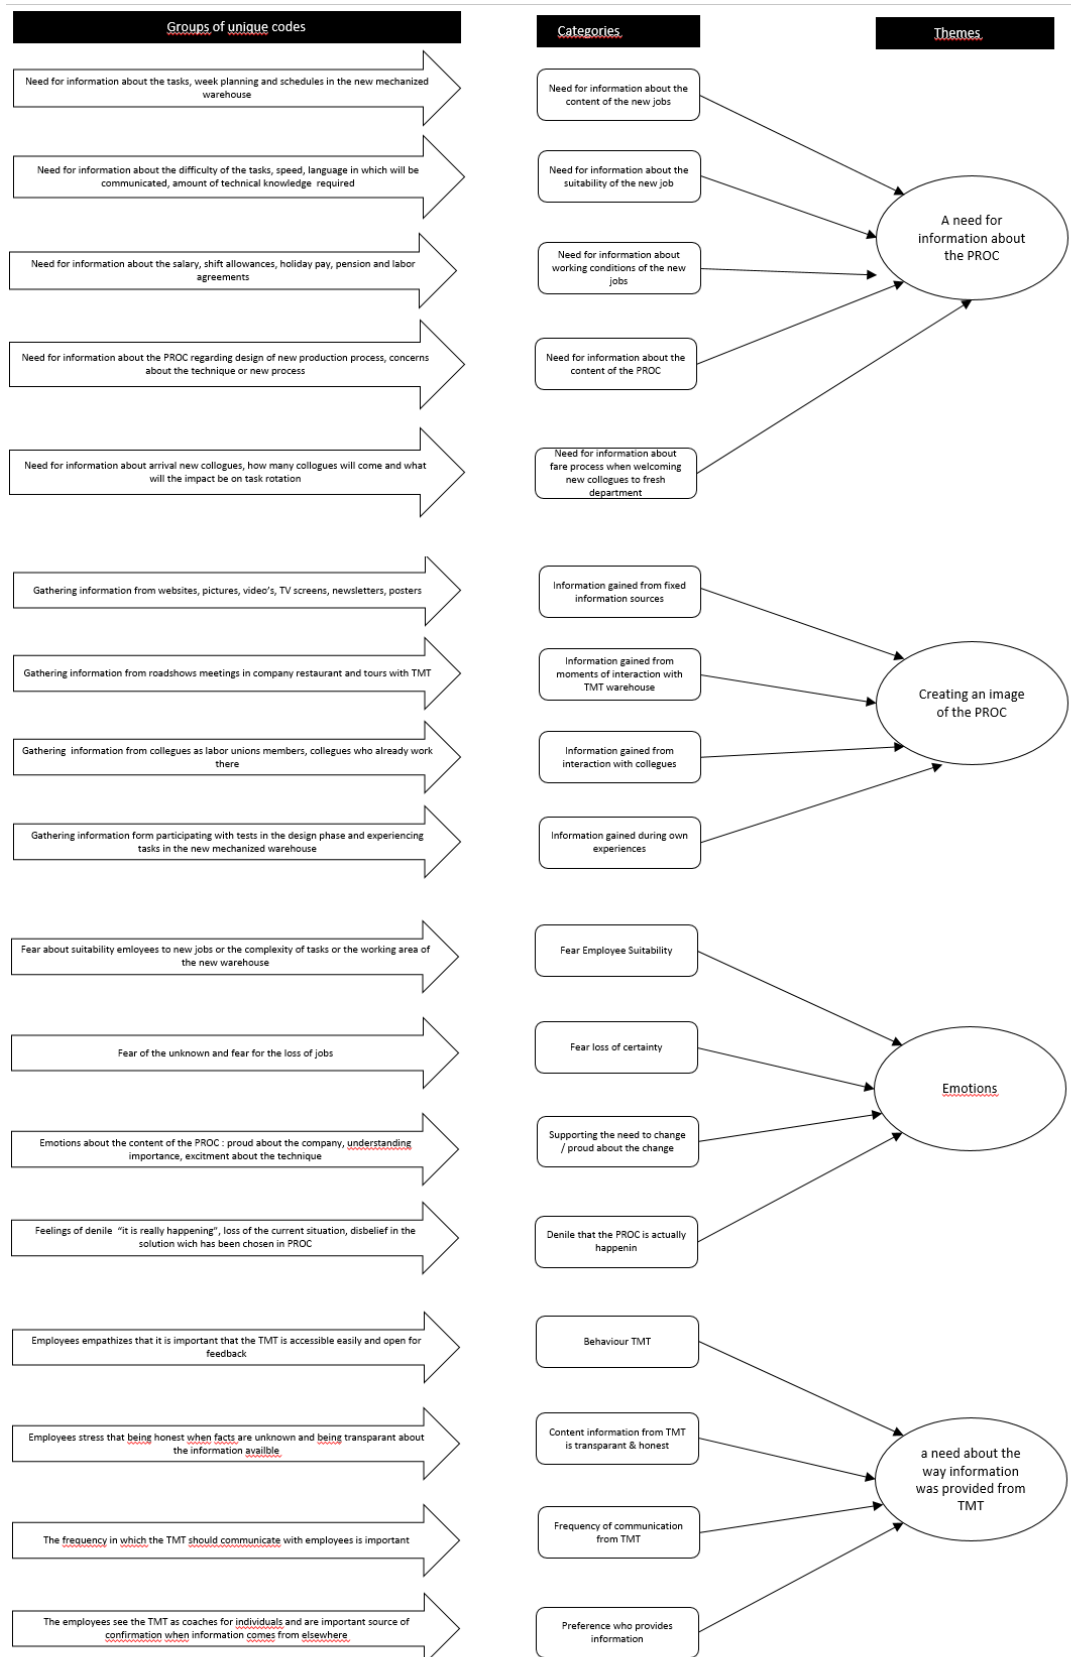 Groups of unique codes
Categories
Themes
Need for information about the tasks, week planning and schedules in the new mechanized
warehouse
Need for information about the
content of the new jobs
Need for information about the difficulty of the tasks, speed, language in which will be
communicated, amount of technical knowledge required
Need for information about the
suitability of the new job
A need for
information about
the PROC
Need for information about the salary, shift allowances, holiday pay, pension and labor
agreements
Need for information about
working conditions of the new
jobs
Need for information about the PROC regarding design of new production process, concerns
about the technique or new process
Need for information about the
content of the PROC
Need for information about arrival new collogues, how many collogues will come and what
will the impact be on task rotation
Need for information about
fare process when welcoming
new collogues to fresh
department
Gathering information from websites, pictures, video's, TV screens, newsletters, posters
Information gained from fixed
information sources
Gathering information from roadshows meetings in company restaurant and tours with TMT
Information gained from
moments of interaction with
TMT warehouse
Creating an image
of the PROC
Gathering information from collegues as labor unions members, collegues who already work
there
Information gained from
interaction with collegues
Gathering information form participating with tests in the design phase and experiencing
tasks in the new mechanized warehouse
Information gained during own
experiences
Fear about suitability emloyees to new jobs or the complexity of tasks or the working area of
the new warehouse
Fear Employee Suitability
Fear of the unknown and fear for the loss of jobs
Fear loss of certainty
Emotions
Emotions about the content of the PROC : proud about the company, understanding
importance, excitment about the technique
Supporting the need to change
/ proud about the change
Feelings of denile “it is really happening”, loss of the current situation, disbelief in the
solution wich has been chosen in PROC
Denile that the PROC is actually
happenin
Employees empathizes that it is important that the TMT is accessible easily and open for
feedback
Behaviour TMT
Employees stress that being honest when facts are unknown and being transparant about
the information availble
Content information from TMT
is transparant & honest
a need about the
way information
was provided from
TMT
The frequency in which the TMT should communicate with employees is important
Frequency of communication
from TMT
The employees see the TMT as coaches for individuals and are important source of
confirmation when information comes from elsewhere
Preference who provides
information